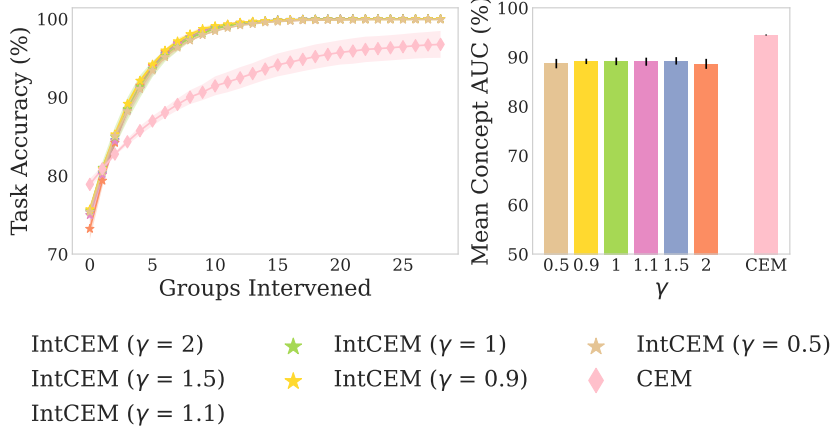 100
90
80
70
Task Accuracy (%)
0 5 10 15 20 25
Groups Intervened
100
90
80
70
60
50
Mean Concept AUC (%)
0.5 0.9 1 1.1 1.5 2 CEM
γ
IntCEM (γ = 2)
IntCEM (γ = 1.5)
IntCEM (γ = 1.1)
IntCEM (γ = 1)
IntCEM (γ = 0.9)
IntCEM (γ = 0.5)
CEM